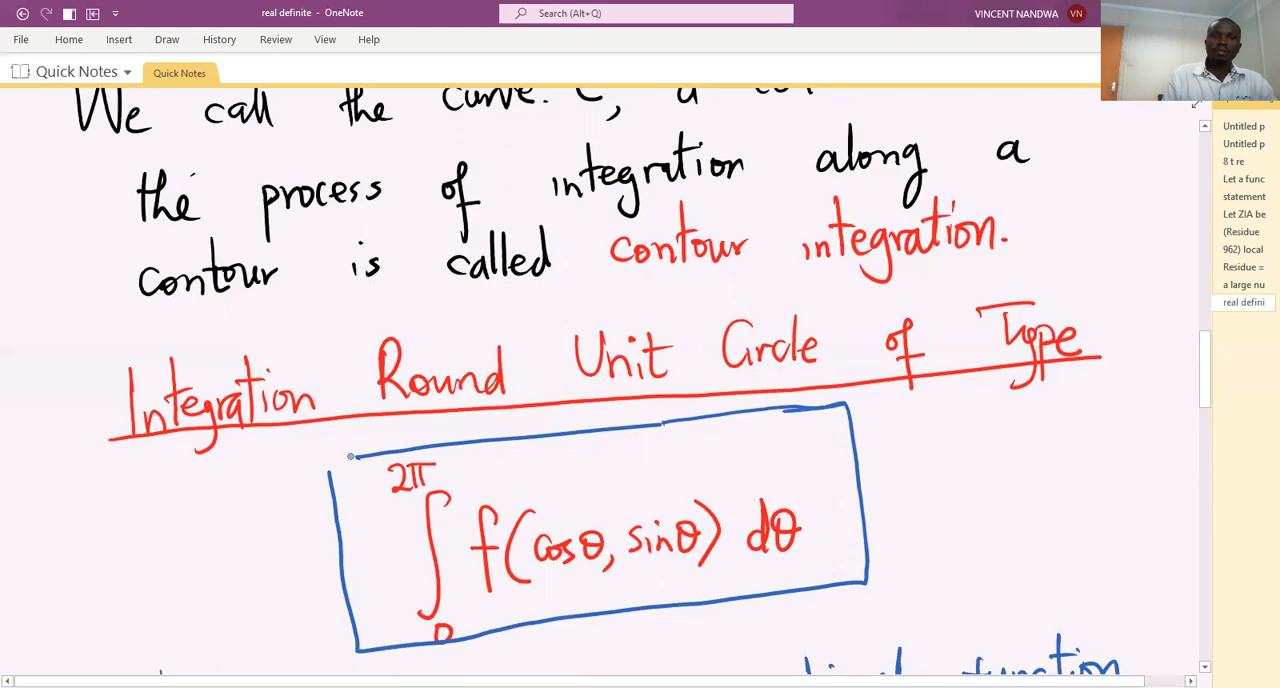 real definite - OneNote
Search (Alt+Q)
VINCENT NANDWA
VN
File Home Insert Draw History Review View Help
Quick Notes
Quick Notes
We call the curve. C, a
the process of integration along a
contour is called contour integration.
Integration Round Unit Circle of Type
2π
∫ f(cosθ, sinθ) dθ
0
function
Untitled p
Untitled p
8 t re
Let a func
statement
Let ZIA be
(Residue
962) local
Residue =
a large nu
real defini